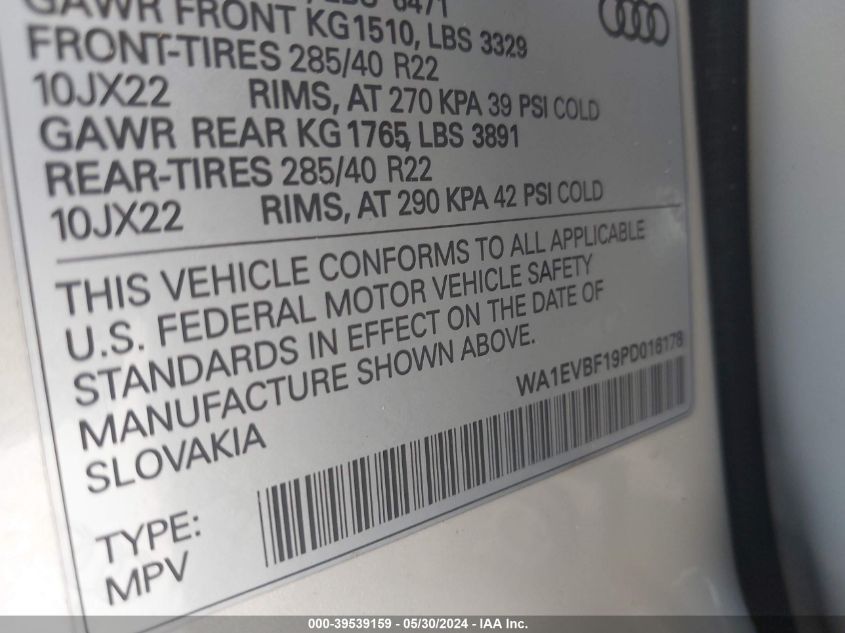 GAWR FRONT KG1510, LBS 3329
FRONT-TIRES 285/40 R22
10JX22 RIMS, AT 270 KPA 39 PSI COLD
GAWR REAR KG1765, LBS 3891
REAR-TIRES 285/40 R22
10JX22 RIMS, AT 290 KPA 42 PSI COLD
THIS VEHICLE CONFORMS TO ALL APPLICABLE
U.S. FEDERAL MOTOR VEHICLE SAFETY
STANDARDS IN EFFECT ON THE DATE OF
MANUFACTURE SHOWN ABOVE.
SLOVAKIA
WA1EVBF19PD016178
TYPE:
MPV
000-39539159 - 05/30/2024 - IAA Inc.